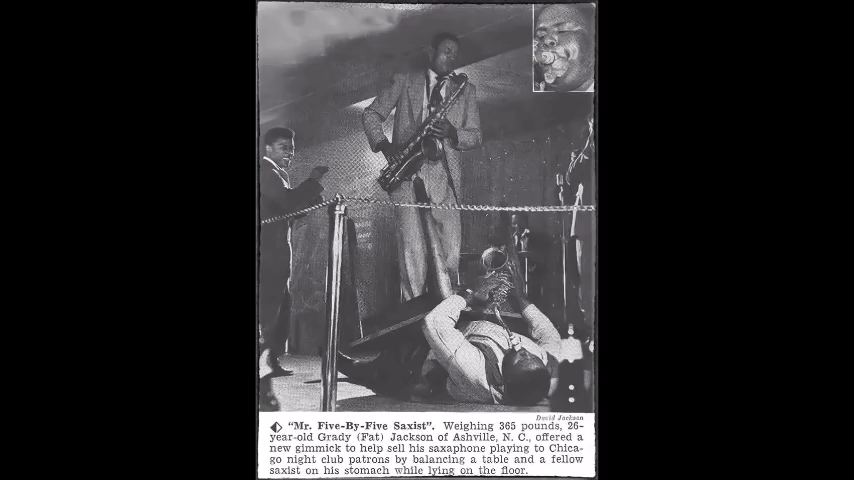 David Jackson
"Mr. Five-By-Five Saxist". Weighing 365 pounds, 26-
year-old Grady (Fat) Jackson of Ashville, N. C., offered a
new gimmick to help sell his saxaphone playing to Chica-
go night club patrons by balancing a table and a fellow
saxist on his stomach while lying on the floor.